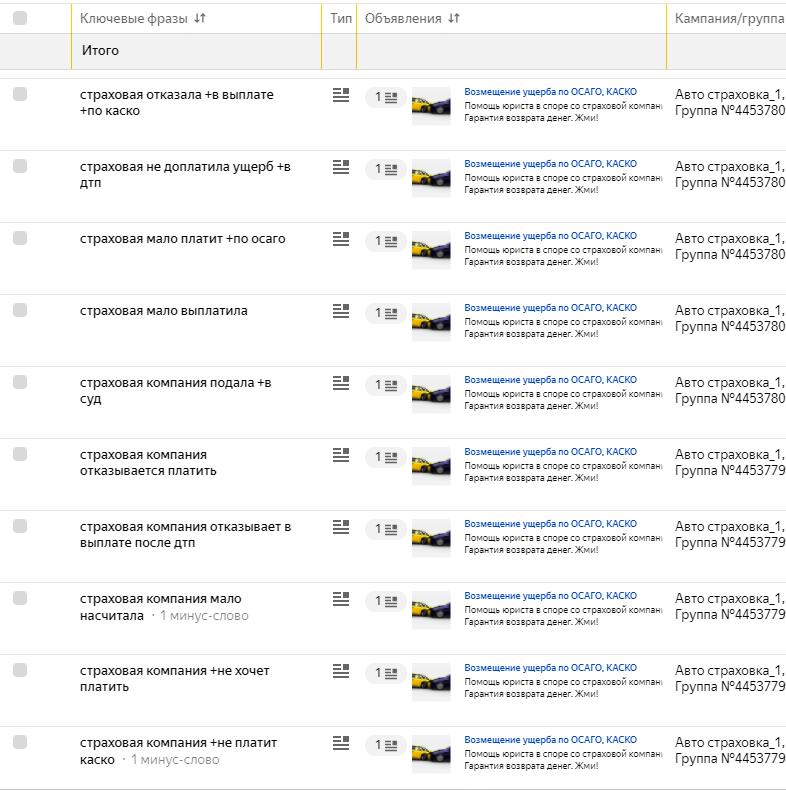 Ключевые фразы Тип Объявления Кампания/группа
Итого
страховая отказала +в выплате
+по каско
1
Возмещение ущерба по ОСАГО, КАСКО
Помощь юриста в споре со страховой
Гарантия возврата денег. Жми!
Авто страховка_1,
Группа №4453780
страховая не доплатила ущерб +в
дтп
1
Возмещение ущерба по ОСАГО, КАСКО
Помощь юриста в споре со страховой
Гарантия возврата денег. Жми!
Авто страховка_1,
Группа №4453780
страховая мало платит +по осаго
1
Возмещение ущерба по ОСАГО, КАСКО
Помощь юриста в споре со страховой
Гарантия возврата денег. Жми!
Авто страховка_1,
Группа №4453780
страховая мало выплатила
1
Возмещение ущерба по ОСАГО, КАСКО
Помощь юриста в споре со страховой
Гарантия возврата денег. Жми!
Авто страховка_1,
Группа №4453780
страховая компания подала +в
суд
1
Возмещение ущерба по ОСАГО, КАСКО
Помощь юриста в споре со страховой
Гарантия возврата денег. Жми!
Авто страховка_1,
Группа №4453780
страховая компания
отказывается платить
1
Возмещение ущерба по ОСАГО, КАСКО
Помощь юриста в споре со страховой
Гарантия возврата денег. Жми!
Авто страховка_1,
Группа №4453779
страховая компания отказывает в
выплате после дтп
1
Возмещение ущерба по ОСАГО, КАСКО
Помощь юриста в споре со страховой
Гарантия возврата денег. Жми!
Авто страховка_1,
Группа №4453779
страховая компания мало
насчитала · 1 минус-слово
1
Возмещение ущерба по ОСАГО, КАСКО
Помощь юриста в споре со страховой
Гарантия возврата денег. Жми!
Авто страховка_1,
Группа №4453779
страховая компания +не хочет
платить
1
Возмещение ущерба по ОСАГО, КАСКО
Помощь юриста в споре со страховой
Гарантия возврата денег. Жми!
Авто страховка_1,
Группа №4453779
страховая компания +не платит
каско · 1 минус-слово
1
Возмещение ущерба по ОСАГО, КАСКО
Помощь юриста в споре со страховой
Гарантия возврата денег. Жми!
Авто страховка_1,
Группа №4453779